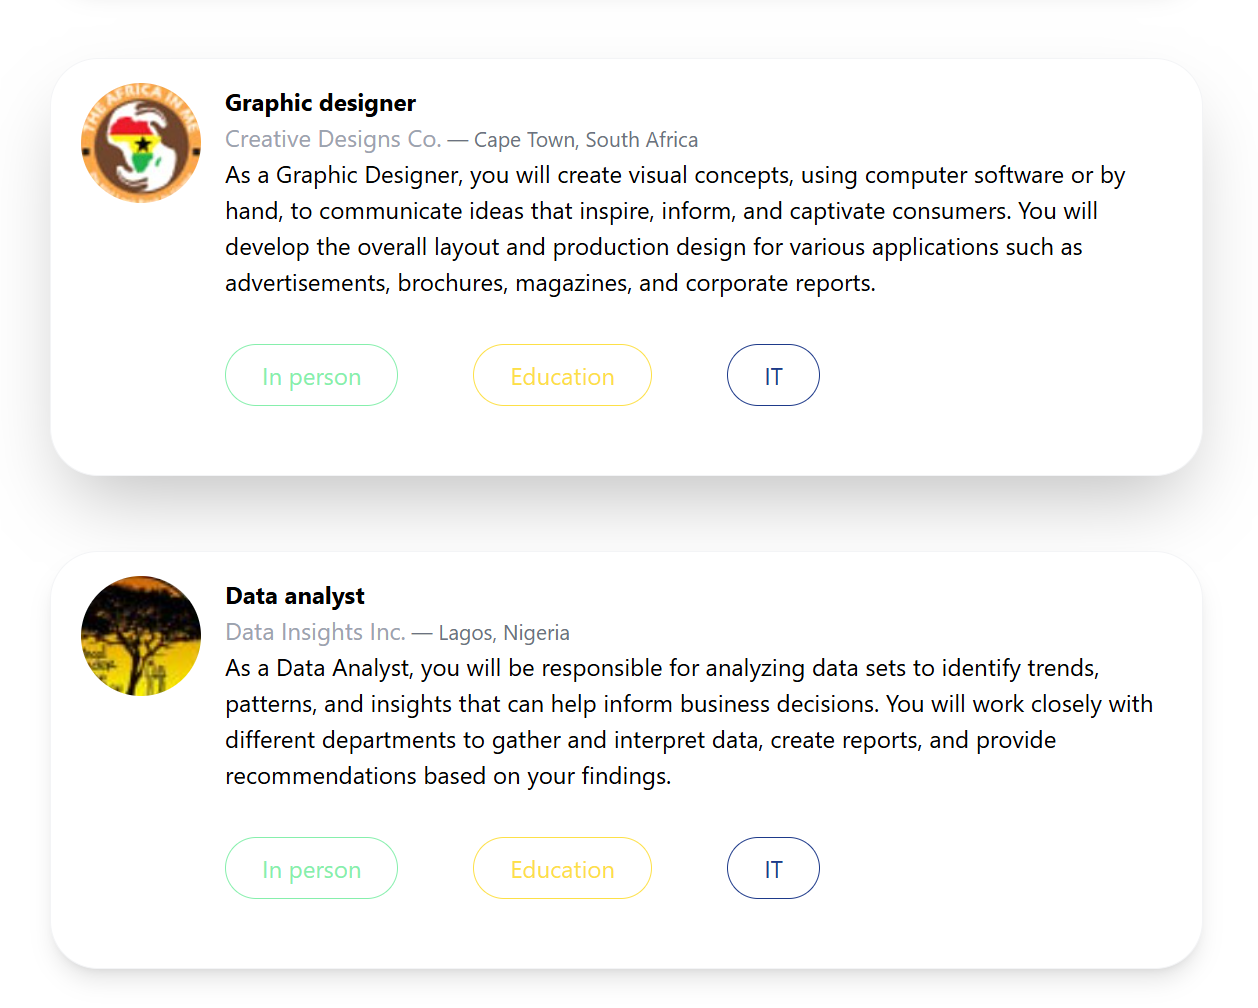 THE AFRICA IN ME
Graphic designer
Creative Designs Co. — Cape Town, South Africa
As a Graphic Designer, you will create visual concepts, using computer software or by
hand, to communicate ideas that inspire, inform, and captivate consumers. You will
develop the overall layout and production design for various applications such as
advertisements, brochures, magazines, and corporate reports.
In person
Education
IT
Data analyst
Data Insights Inc. — Lagos, Nigeria
As a Data Analyst, you will be responsible for analyzing data sets to identify trends,
patterns, and insights that can help inform business decisions. You will work closely with
different departments to gather and interpret data, create reports, and provide
recommendations based on your findings.
In person
Education
IT